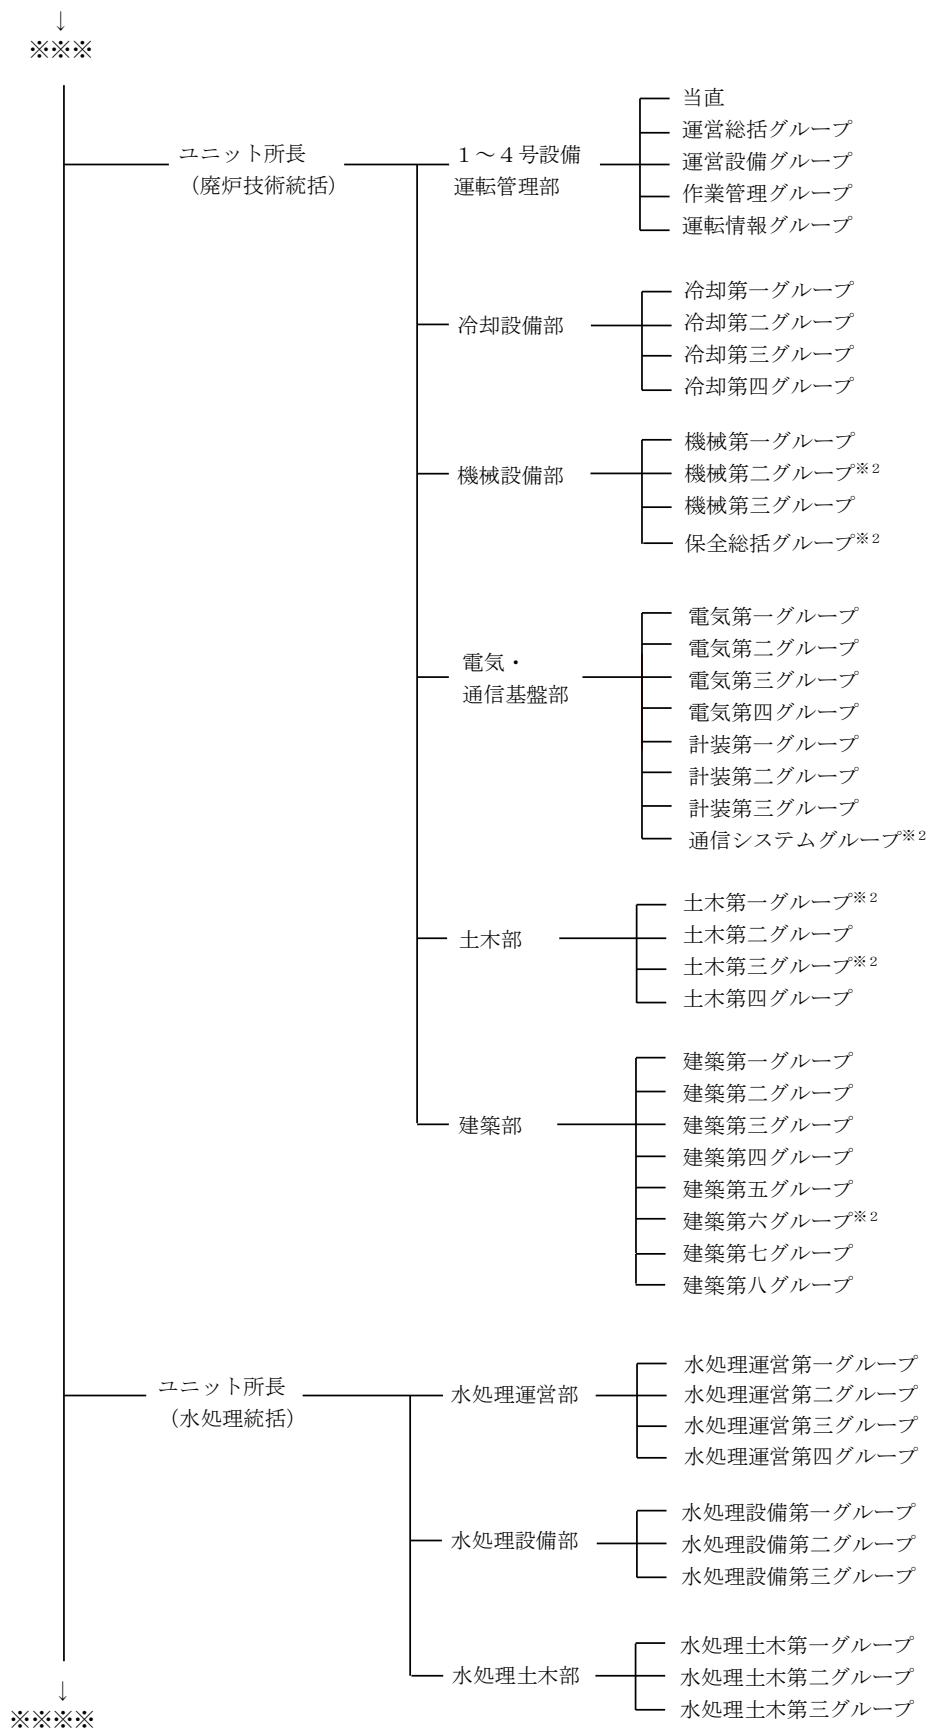 ↓
※※※
当直
ユニット所長
(廃炉技術統括)
１～４号設備
運転管理部
運営総括グループ
運営設備グループ
作業管理グループ
運転情報グループ
冷却設備部
冷却第一グループ
冷却第二グループ
冷却第三グループ
冷却第四グループ
機械設備部
機械第一グループ
機械第二グループ※２
機械第三グループ
保全総括グループ※２
電気・
通信基盤部
電気第一グループ
電気第二グループ
電気第三グループ
電気第四グループ
計装第一グループ
計装第二グループ
計装第三グループ
通信システムグループ※２
土木部
土木第一グループ※２
土木第二グループ
土木第三グループ※２
土木第四グループ
建築部
建築第一グループ
建築第二グループ
建築第三グループ
建築第四グループ
建築第五グループ
建築第六グループ※２
建築第七グループ
建築第八グループ
ユニット所長
(水処理統括)
水処理運営部
水処理運営第一グループ
水処理運営第二グループ
水処理運営第三グループ
水処理運営第四グループ
水処理設備部
水処理設備第一グループ
水処理設備第二グループ
水処理設備第三グループ
水処理土木部
水処理土木第一グループ
水処理土木第二グループ
水処理土木第三グループ
↓
※※※※